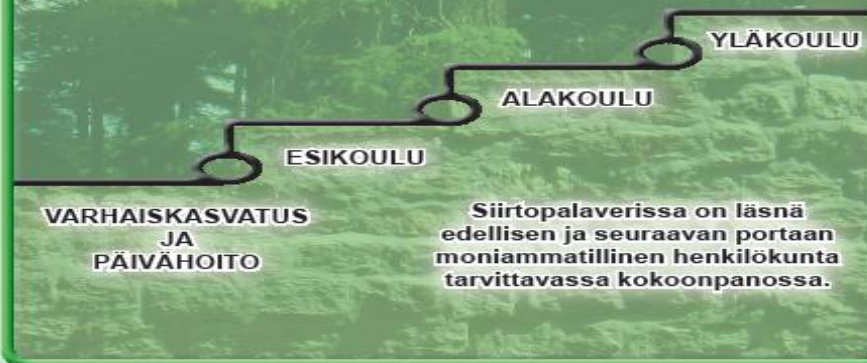 YLÄKOULU
ALAKOULU
ESIKOULU
VARHAISKASVATUS
JA
PÄIVÄHOITO
Siirtopalaverissa on läsnä
edellisen ja seuraavan portaan
moniammatillinen henkilökunta
tarvittavassa kokoonpanossa.